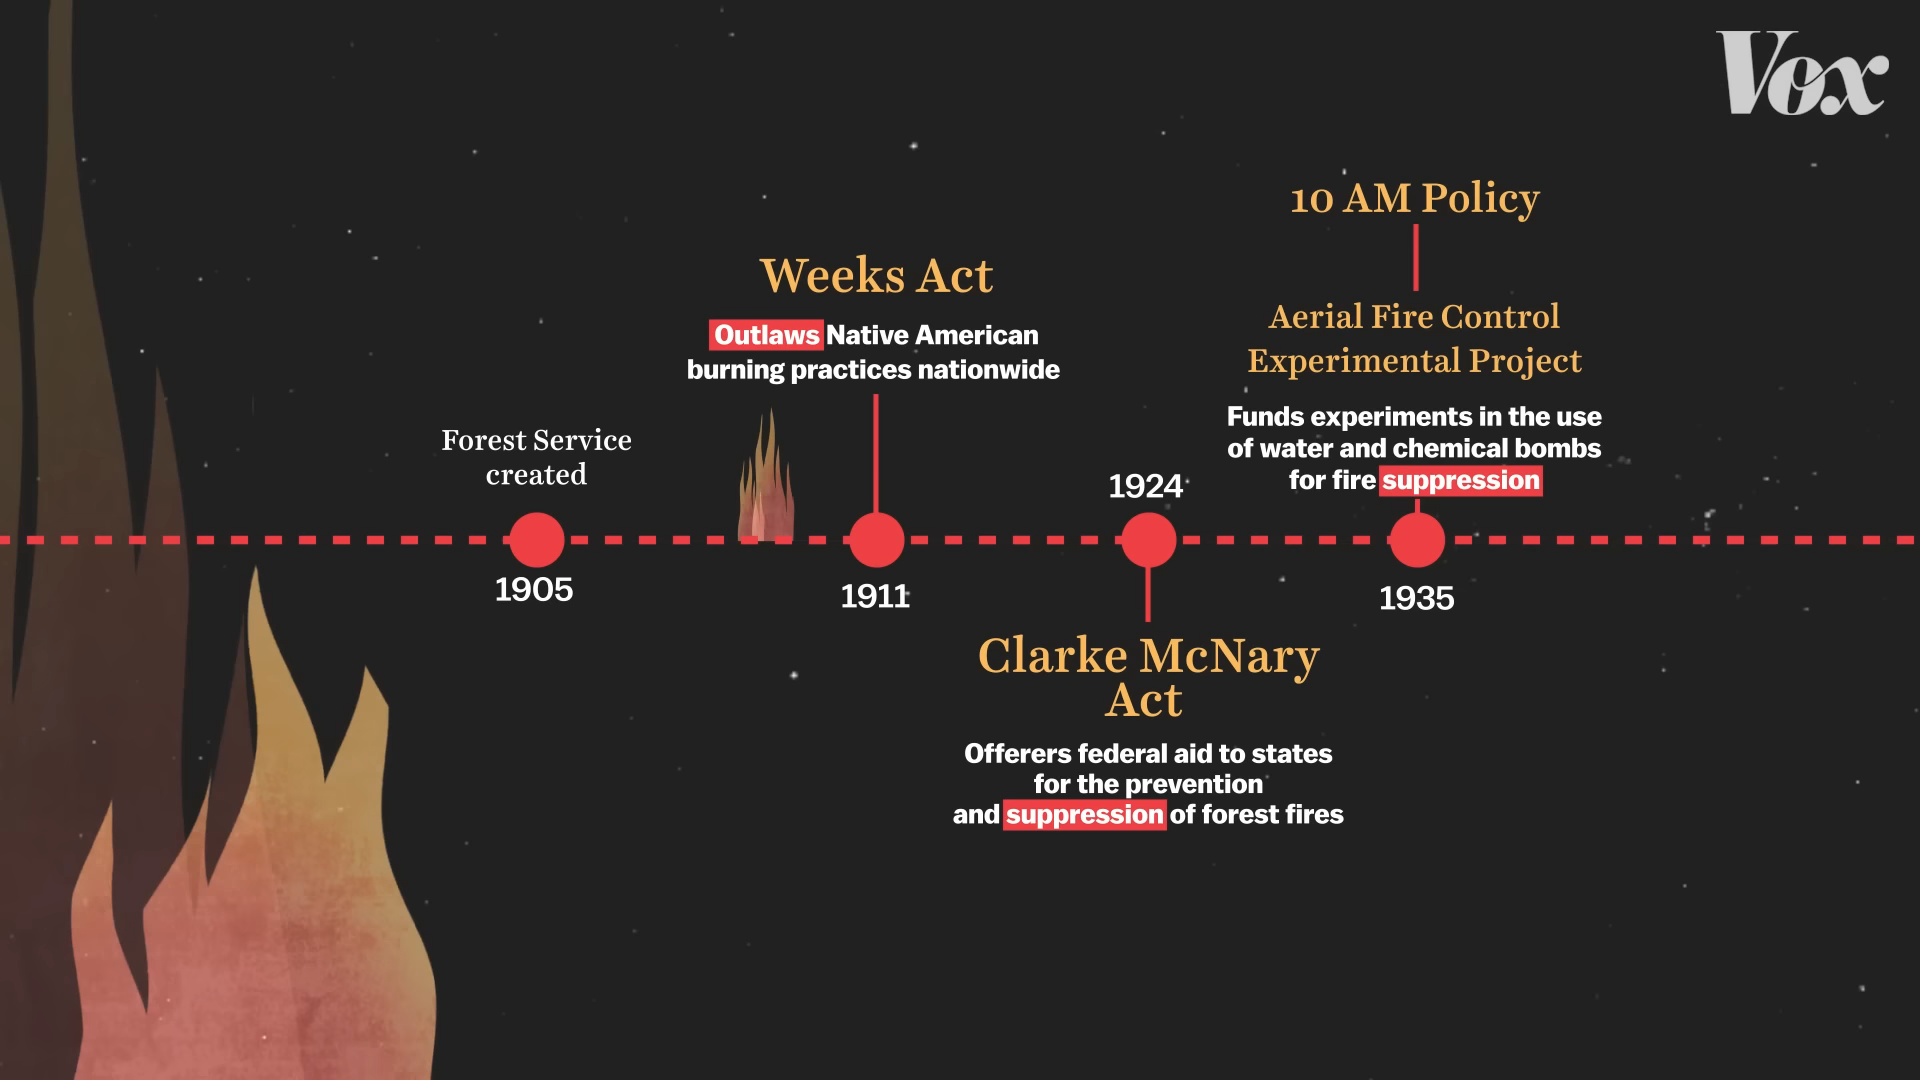 Vox
10 AM Policy
Weeks Act
Outlaws Native American
burning practices nationwide
Aerial Fire Control
Experimental Project
Funds experiments in the use
of water and chemical bombs
for fire suppression
Forest Service
created
1924
1905
1911
1935
Clarke McNary
Act
Offerers federal aid to states
for the prevention
and suppression of forest fires